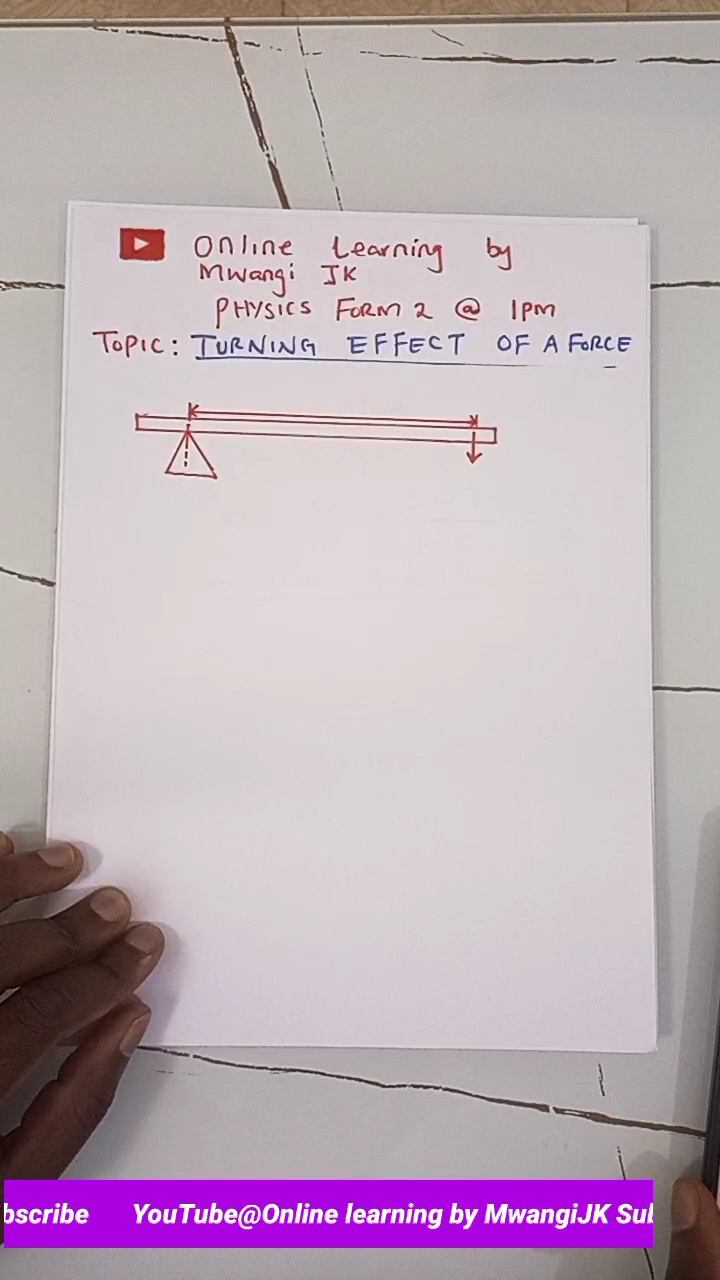 Online Learning by
Mwangi JK
PHYSICS FORM 2 @ 1PM
TOPIC: TURNING EFFECT OF A FORCE
bscribe YouTube@Online learning by MwangiJK Sub